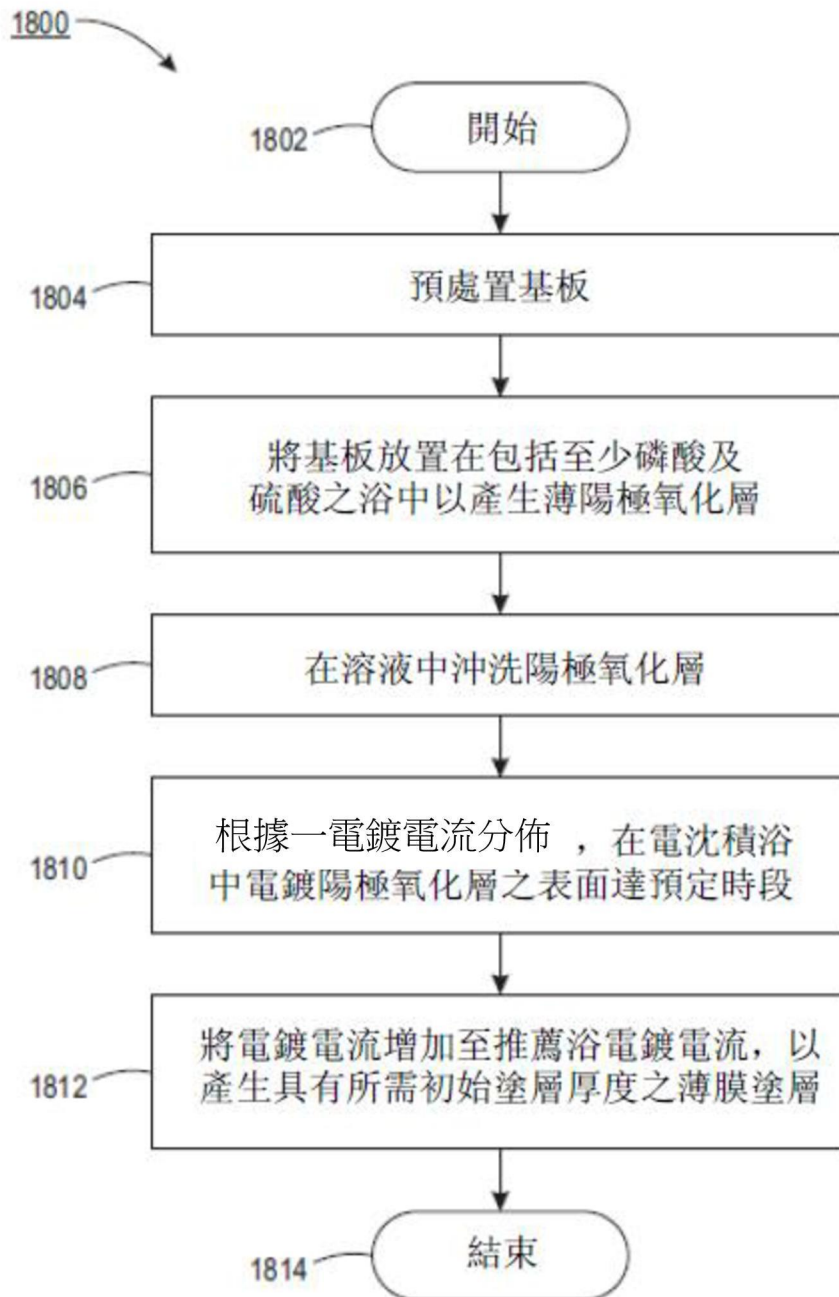 1800
1802
開始
1804
預處置基板
1806
將基板放置在包括至少磷酸及
硫酸之浴中以產生薄陽極氧化層
1808
在溶液中沖洗陽極氧化層
1810
根據一電鍍電流分佈 ，在電沈積浴
中電鍍陽極氧化層之表面達預定時段
1812
將電鍍電流增加至推薦浴電鍍電流，以
產生具有所需初始塗層厚度之薄膜塗層
1814
結束